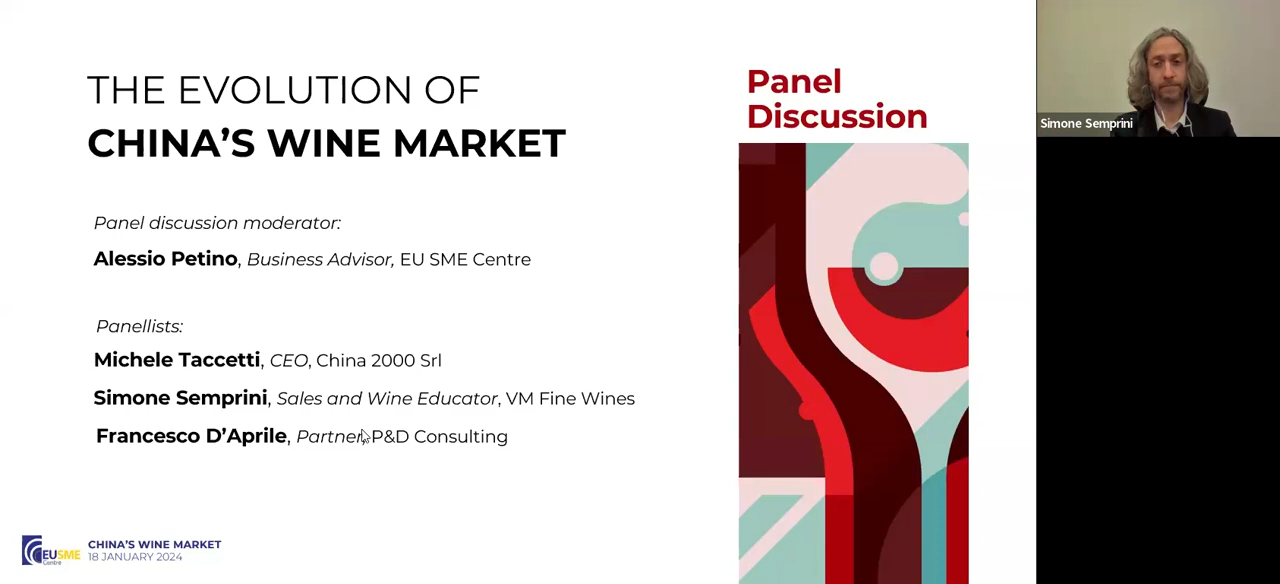 THE EVOLUTION OF
CHINA'S WINE MARKET
Panel discussion moderator:
Alessio Petino, Business Advisor, EU SME Centre
Panellists:
Michele Taccetti, CEO, China 2000 Srl
Simone Semprini, Sales and Wine Educator, VM Fine Wines
Francesco D'Aprile, Partner, P&D Consulting
Panel
Discussion
Simone Semprini
EUSME
Centre
CHINA'S WINE MARKET
18 JANUARY 2024